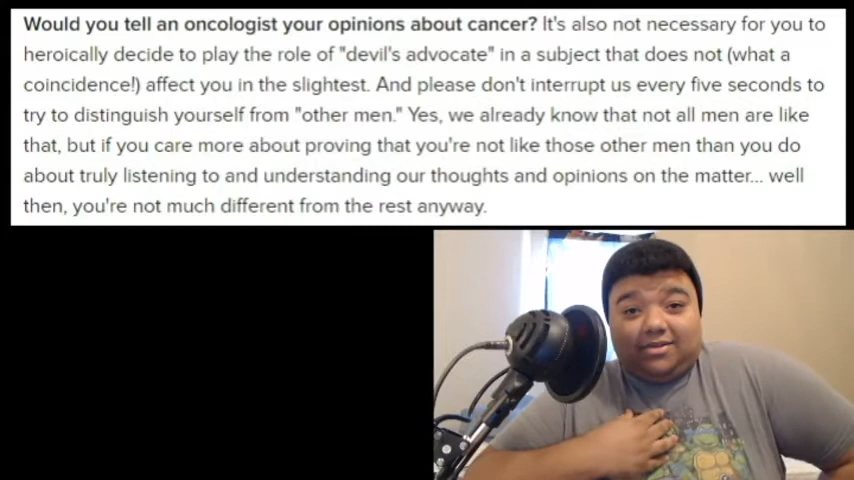 Would you tell an oncologist your opinions about cancer? It's also not necessary for you to
heroically decide to play the role of "devil's advocate" in a subject that does not (what a
coincidence!) affect you in the slightest. And please don't interrupt us every five seconds to
try to distinguish yourself from "other men." Yes, we already know that not all men are like
that, but if you care more about proving that you're not like those other men than you do
about truly listening to and understanding our thoughts and opinions on the matter... well
then, you're not much different from the rest anyway.